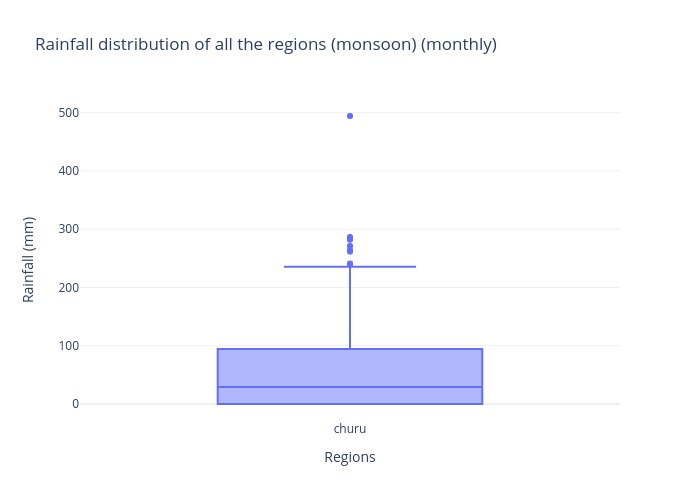 Rainfall distribution of all the regions (monsoon) (monthly)
500
400
300
200
100
0
Rainfall (mm)
churu
Regions